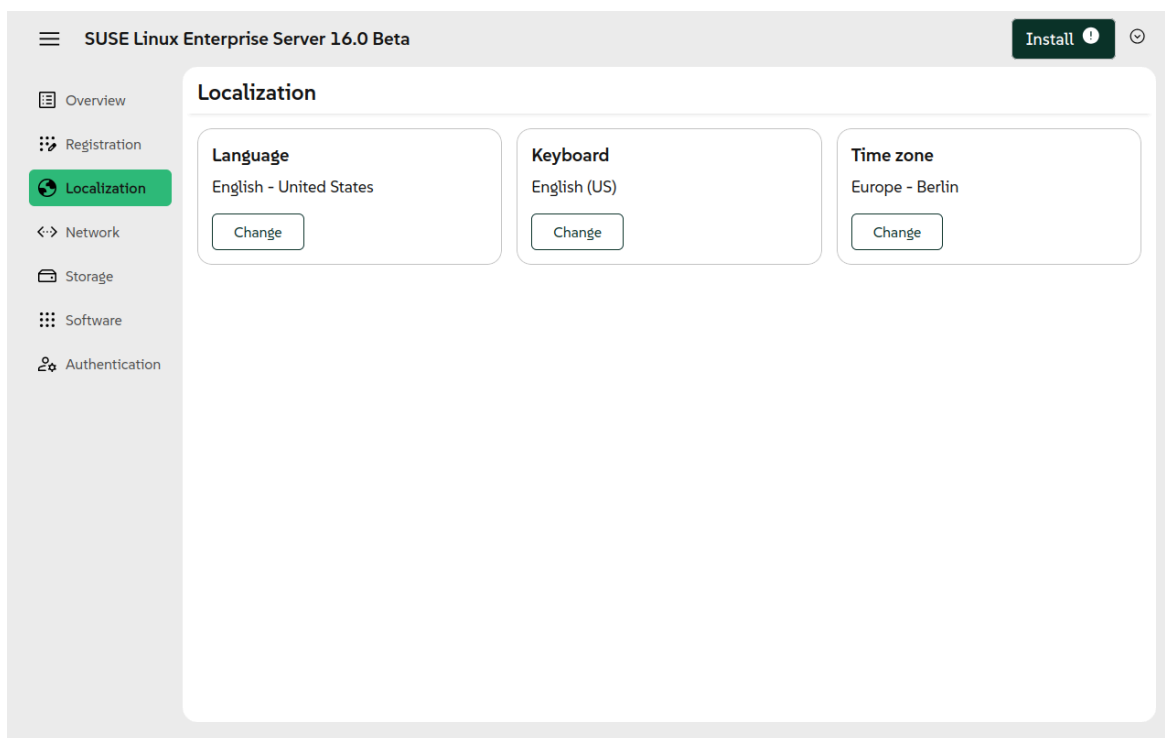 SUSE Linux Enterprise Server 16.0 Beta
Install !
Overview
Registration
Localization
Network
Storage
Software
Authentication
Localization
Language
English - United States
Change
Keyboard
English (US)
Change
Time zone
Europe - Berlin
Change